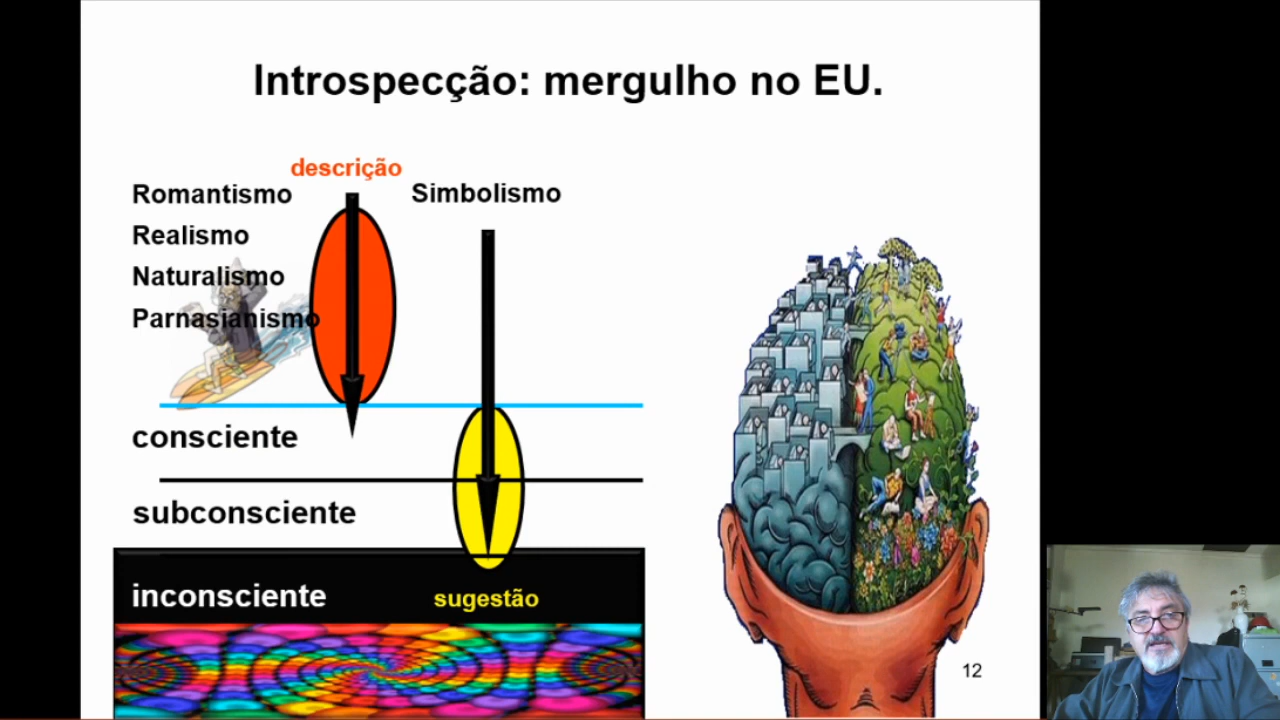 Introspecção: mergulho no EU.
descrição
Romantismo
Simbolismo
Realismo
Naturalismo
Parnasianismo
consciente
subconsciente
inconsciente
sugestão
12